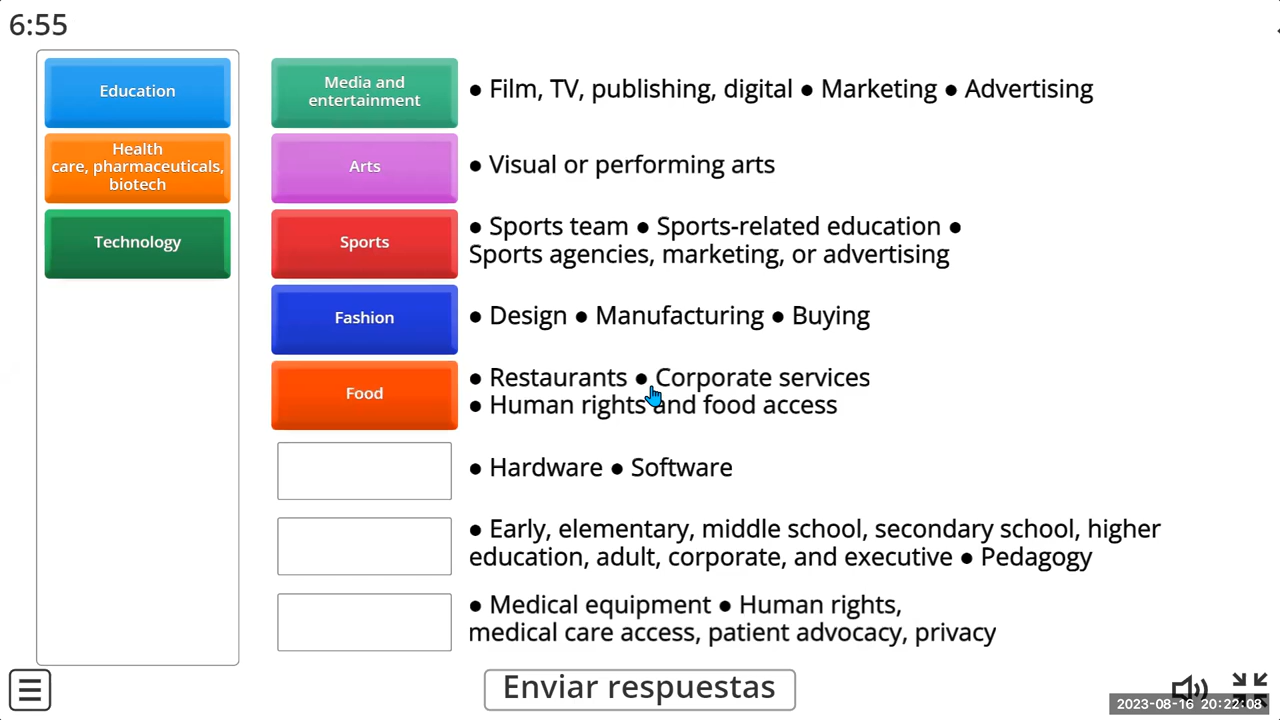 6:55
Education
Health
care, pharmaceuticals,
biotech
Technology
Media and
entertainment
● Film, TV, publishing, digital ● Marketing ● Advertising
Arts
● Visual or performing arts
Sports
● Sports team ● Sports-related education ●
Sports agencies, marketing, or advertising
Fashion
● Design ● Manufacturing ● Buying
Food
● Restaurants ● Corporate services
● Human rights and food access
● Hardware ● Software
● Early, elementary, middle school, secondary school, higher
education, adult, corporate, and executive ● Pedagogy
● Medical equipment ● Human rights,
medical care access, patient advocacy, privacy
Enviar respuestas
2023-08-16 20:22:08